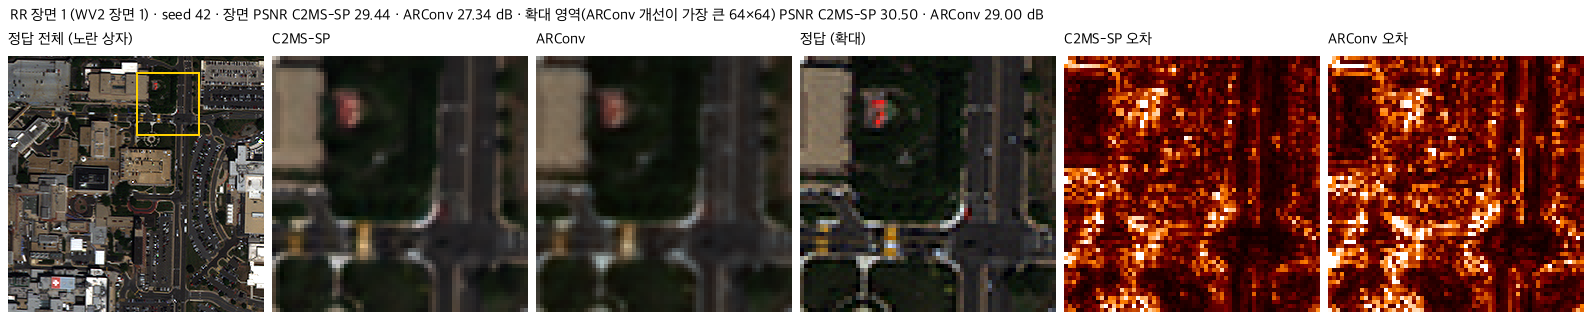 RR 장면 1 (WV2 장면 1) · seed 42 · 장면 PSNR C2MS-SP 29.44 · ARConv 27.34 dB · 확대 영역(ARConv 개선이 가장 큰 64×64) PSNR C2MS-SP 30.50 · ARConv 29.00 dB
정답 전체 (노란 상자)
C2MS-SP
ARConv
정답 (확대)
C2MS-SP 오차
ARConv 오차